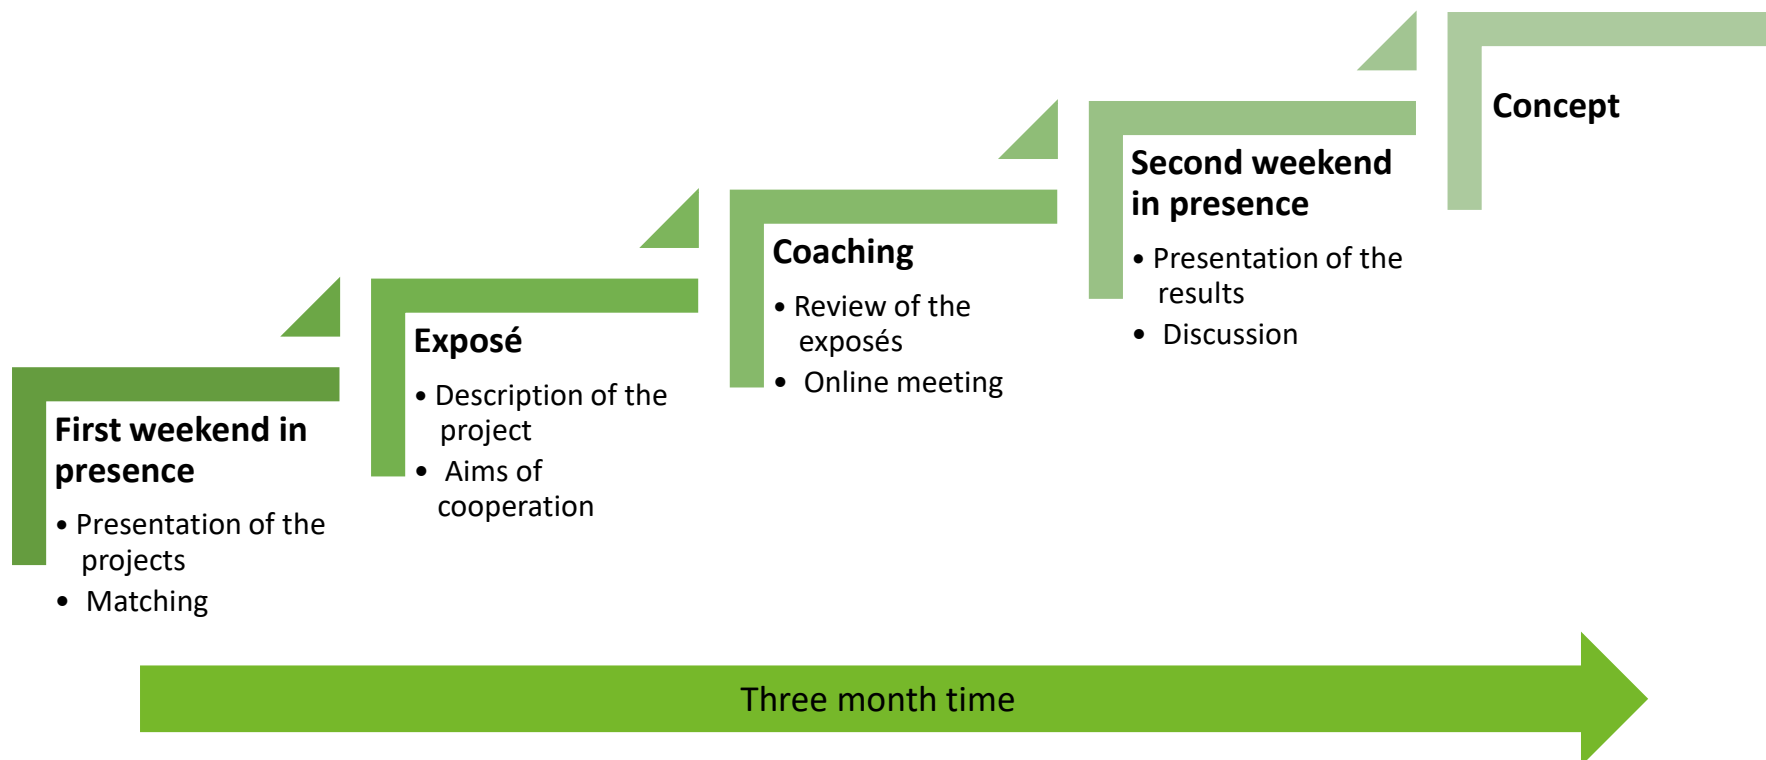 First weekend in
presence
• Presentation of the
projects
• Matching
Exposé
• Description of the
project
• Aims of
cooperation
Coaching
• Review of the
exposés
• Online meeting
Second weekend
in presence
• Presentation of the
results
• Discussion
Concept
Three month time